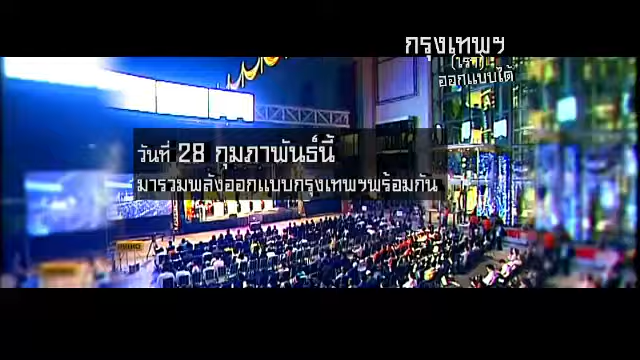 กรุงเทพฯ
(เราๆ)
ออกแบบได้
วันที่ 28 กุมภาพันธ์นี้
มารวมพลังออกแบบกรุงเทพฯพร้อมกัน